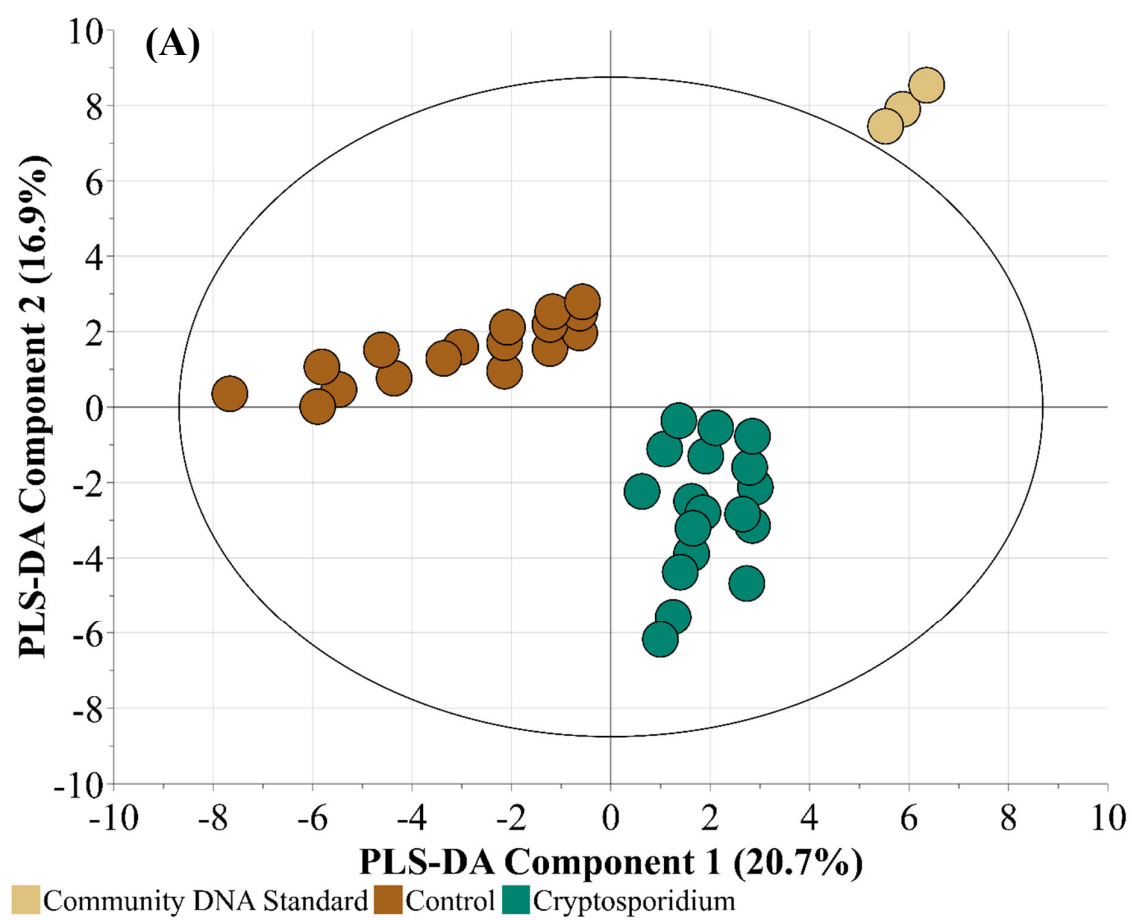 (A)
10
8
6
4
2
0
-2
-4
-6
-8
-10
PLS-DA Component 2 (16.9%)
-10 -8 -6 -4 -2 0 2 4 6 8 10
PLS-DA Component 1 (20.7%)
Community DNA Standard Control Cryptosporidium